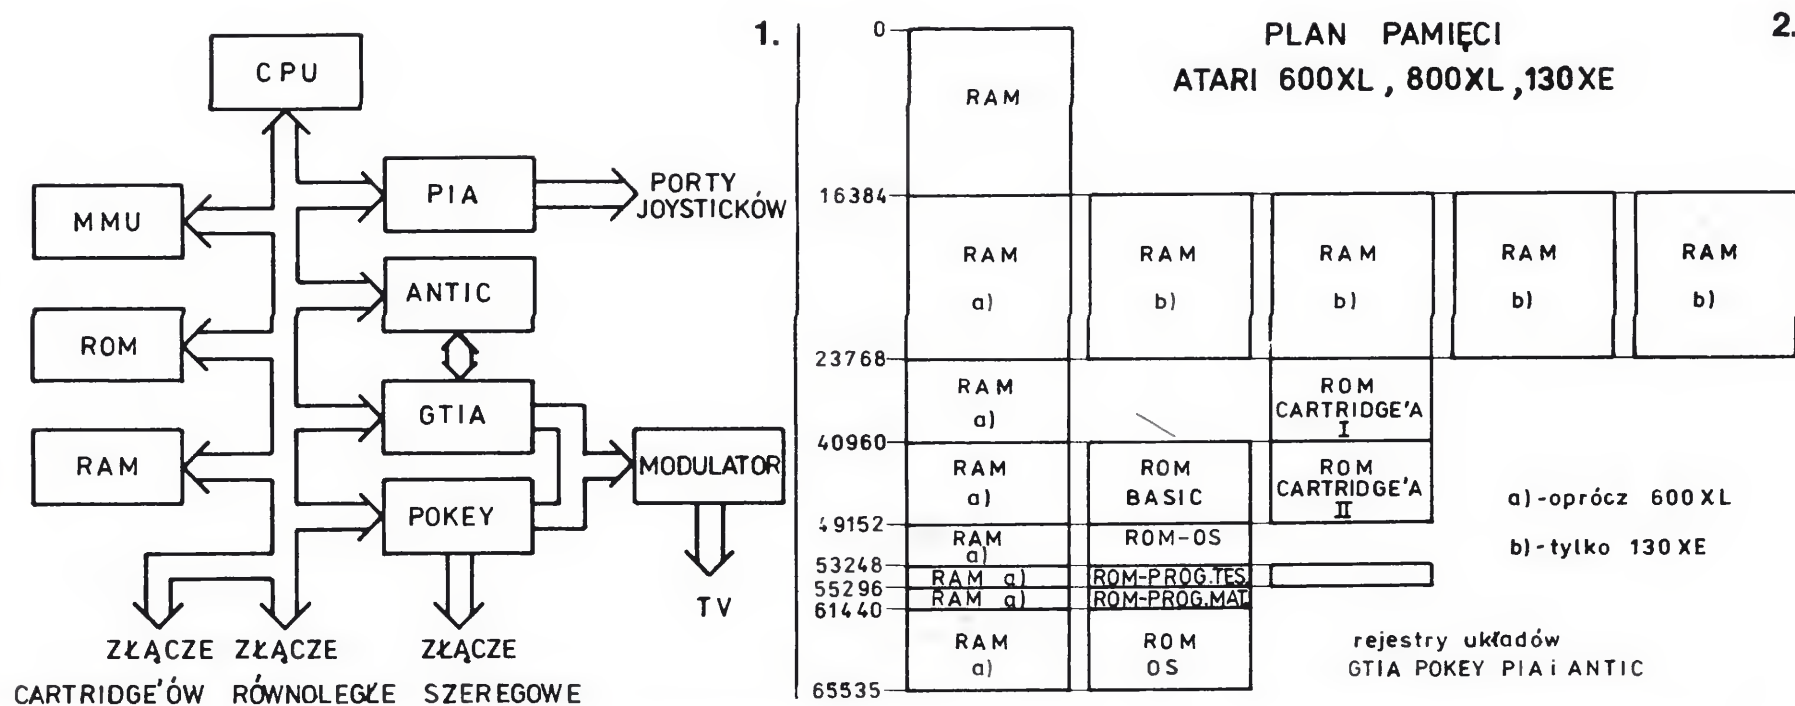 1.
CPU
PIA
PORTY
JOYSTICKÓW
MMU
ANTIC
ROM
GTIA
RAM
MODULATOR
POKEY
TV
ZŁĄCZE
CARTRIDGE'ÓW
ZŁĄCZE
RÓWNOLEGŁE
ZŁĄCZE
SZEREGOWE
2.
PLAN PAMIĘCI
ATARI 600XL, 800XL, 130XE
0
RAM
16384
RAM
a)
RAM
b)
RAM
b)
RAM
b)
RAM
b)
23768
RAM
a)
ROM
CARTRIDGE'A
I
40960
RAM
a)
ROM
BASIC
ROM
CARTRIDGE'A
II
a)-oprócz 600XL
49152
RAM
a)
ROM-OS
b)-tylko 130XE
53248
RAM a)
ROM-PROG.TES.
55296
RAM a)
ROM-PROG.MAT.
61440
RAM
a)
ROM
OS
rejestry układów
GTIA POKEY PIA i ANTIC
65535